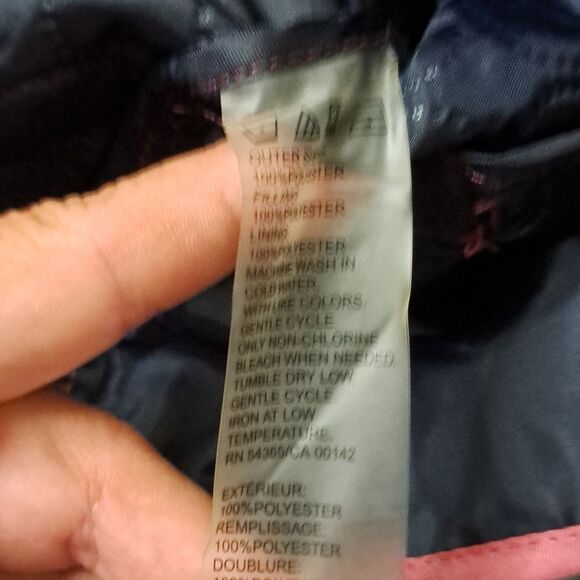 OUTER
100%POLYESTER
FILLING
100%POLYESTER
LINING
100%POLYESTER
MACHINE WASH IN
COLD WATER.
WITH LIKE COLORS.
GENTLE CYCLE.
ONLY NON-CHLORINE
BLEACH WHEN NEEDED.
TUMBLE DRY LOW
GENTLE CYCLE.
IRON AT LOW
TEMPERATURE.
RN 54369/CA 00142
EXTÉRIEUR:
100%POLYESTER
REMPLISSAGE:
100%POLYESTER
DOUBLURE: